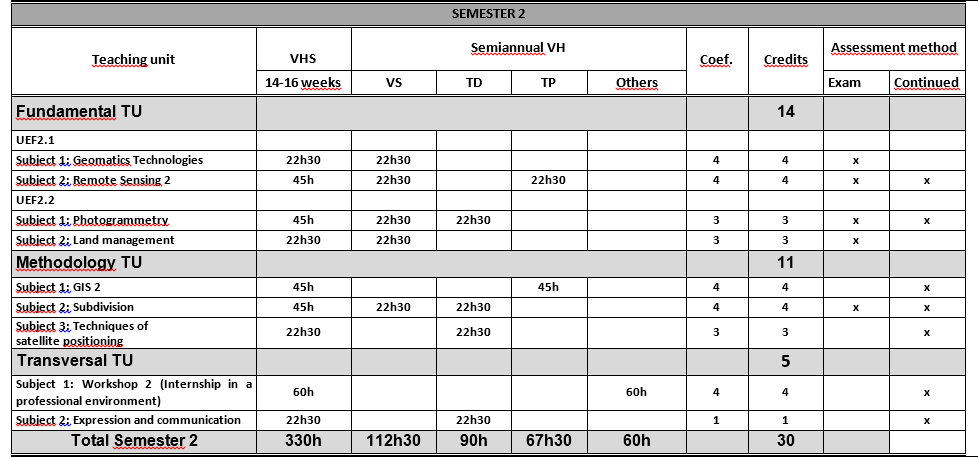 SEMESTER 2
Teaching unit VHS Semiannual VH Coef. Credits Assessment method
14-16 weeks VS TD TP Others Exam Continued
Fundamental TU 14
UEF2.1
Subject 1: Geomatics Technologies 22h30 22h30 4 4 x
Subject 2: Remote Sensing 2 45h 22h30 22h30 4 4 x x
UEF2.2
Subject 1: Photogrammetry 45h 22h30 22h30 3 3 x x
Subject 2: Land management 22h30 22h30 3 3 x
Methodology TU 11
Subject 1: GIS 2 45h 45h 4 4 x
Subject 2: Subdivision 45h 22h30 22h30 4 4 x x
Subject 3: Techniques of
satellite positioning 22h30 22h30 3 3 x
Transversal TU 5
Subject 1: Workshop 2 (Internship in a
professional environment) 60h 60h 4 4 x
Subject 2: Expression and communication 22h30 22h30 1 1 x
Total Semester 2 330h 112h30 90h 67h30 60h 30